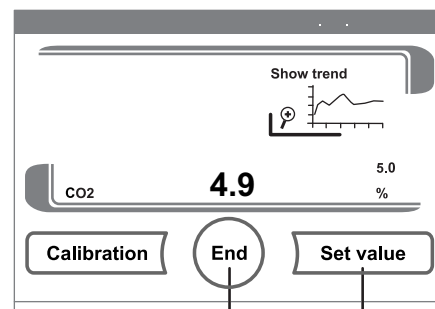 Show trend
5.0
CO2 4.9 %
Calibration End Set value